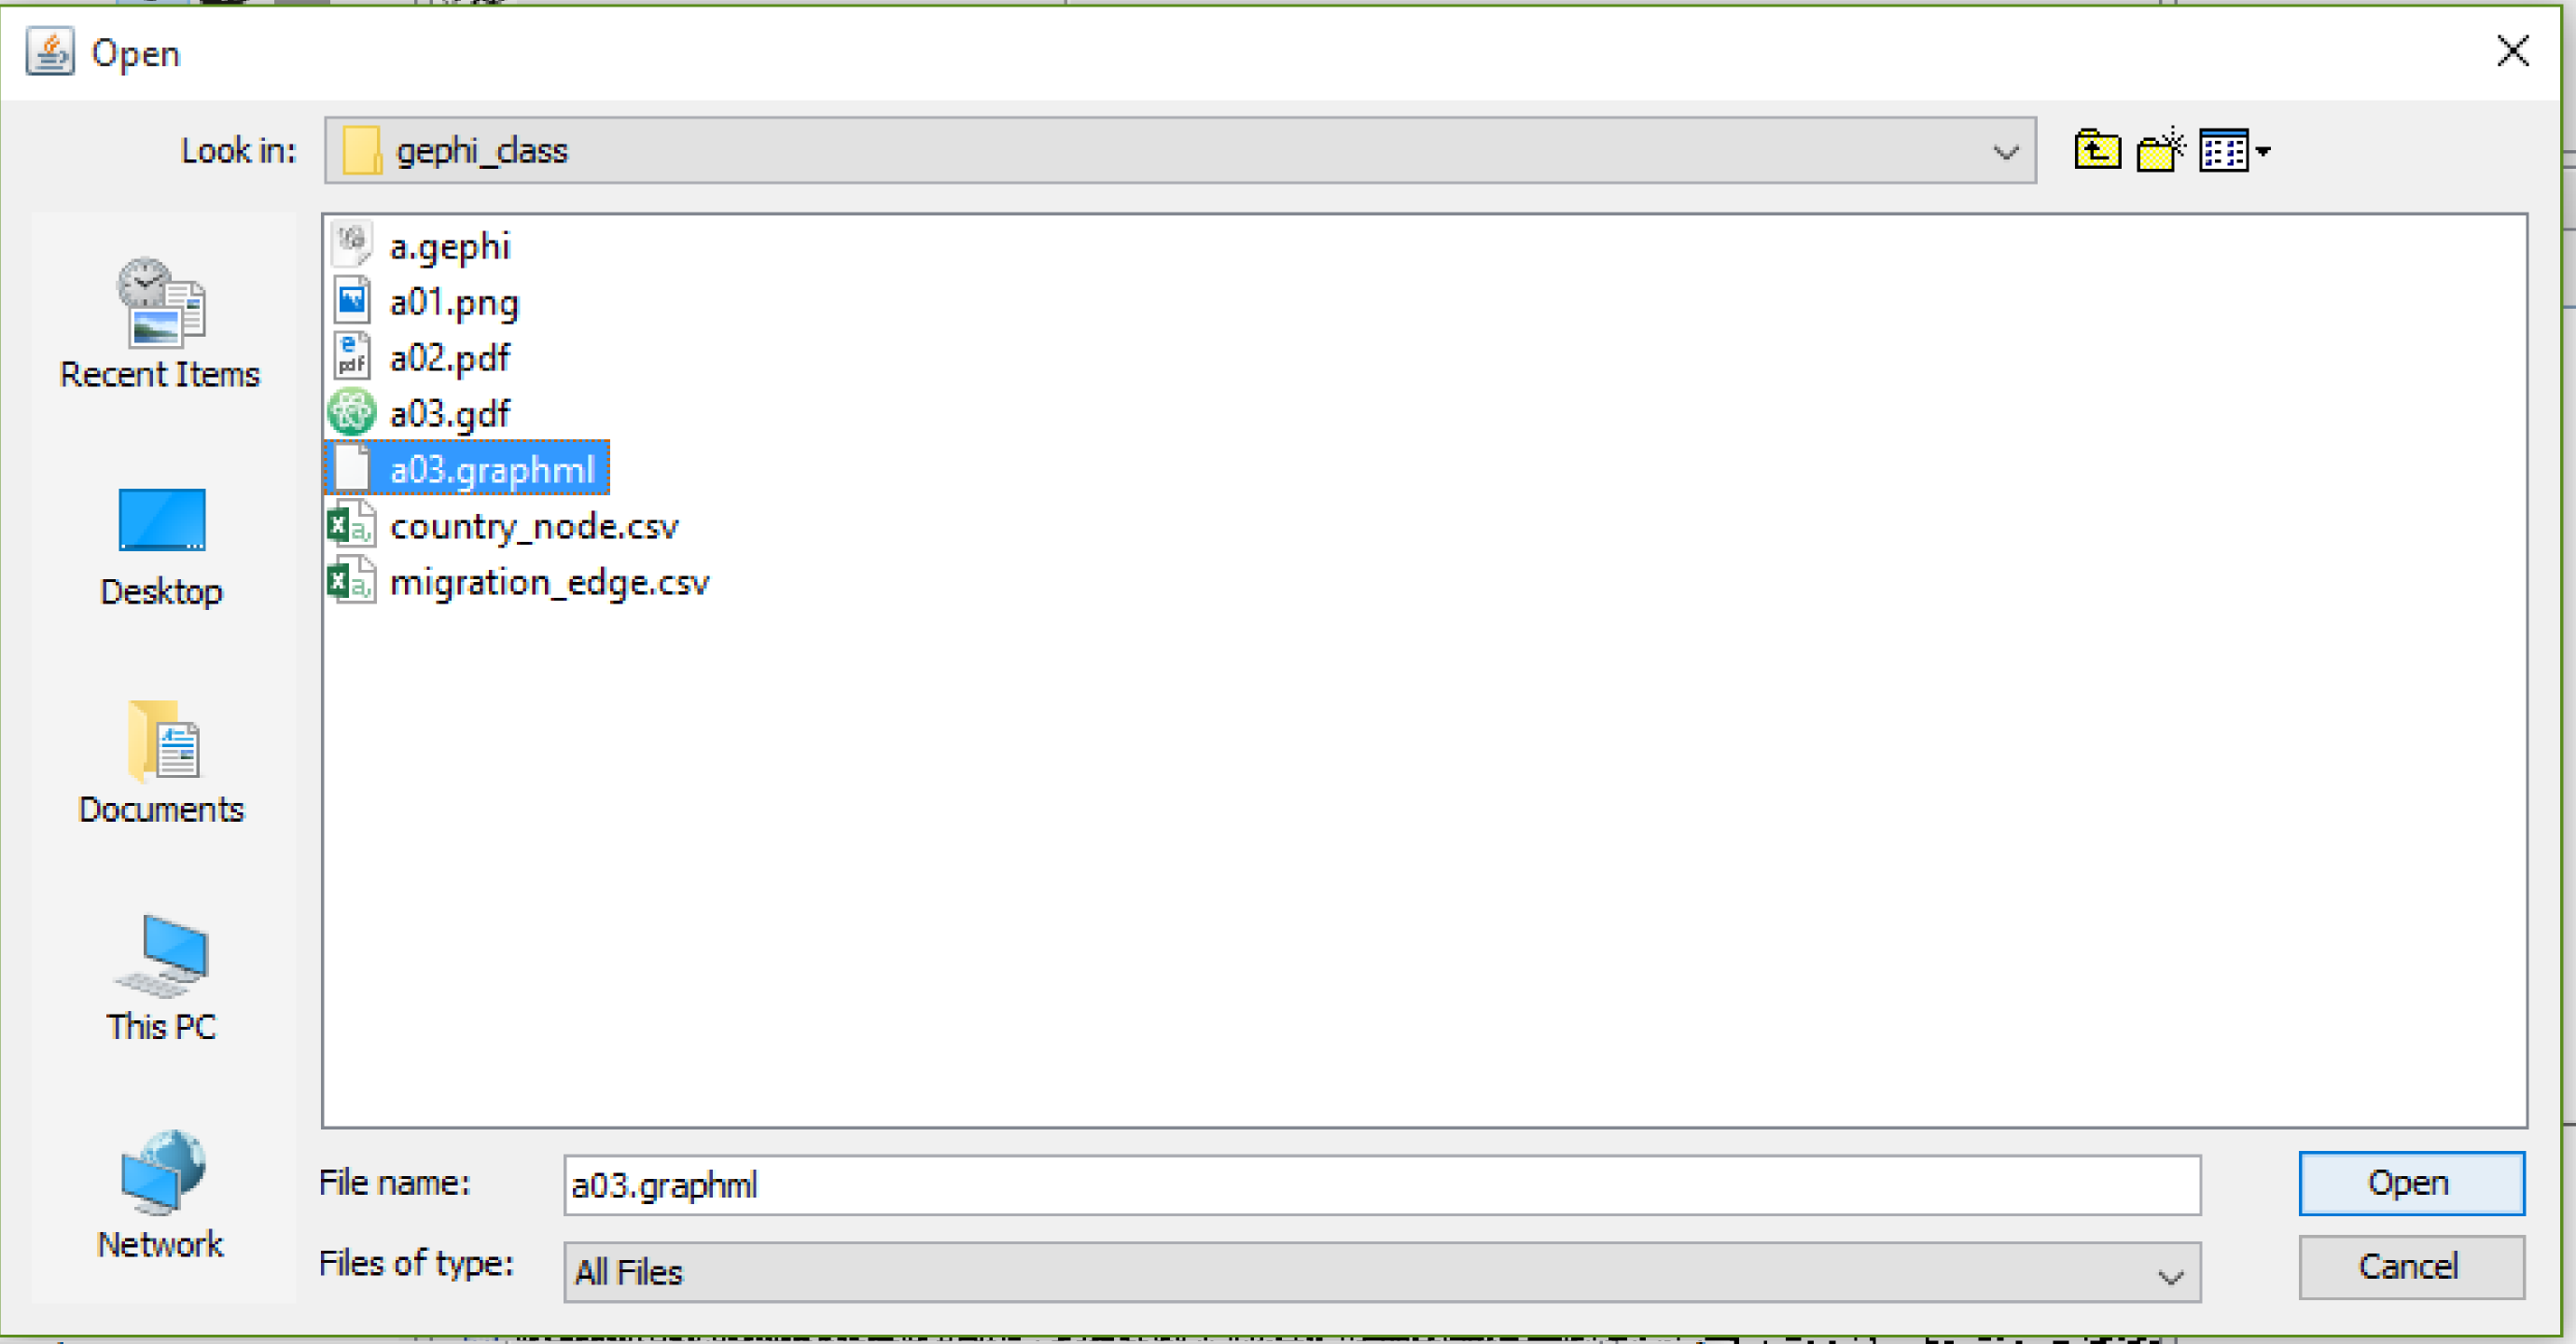 Open
Look in: gephi_class
a.gephi
a01.png
a02.pdf
a03.gdf
a03.graphml
country_node.csv
migration_edge.csv
Recent Items
Desktop
Documents
This PC
Network
File name: a03.graphml
Open
Files of type: All Files
Cancel